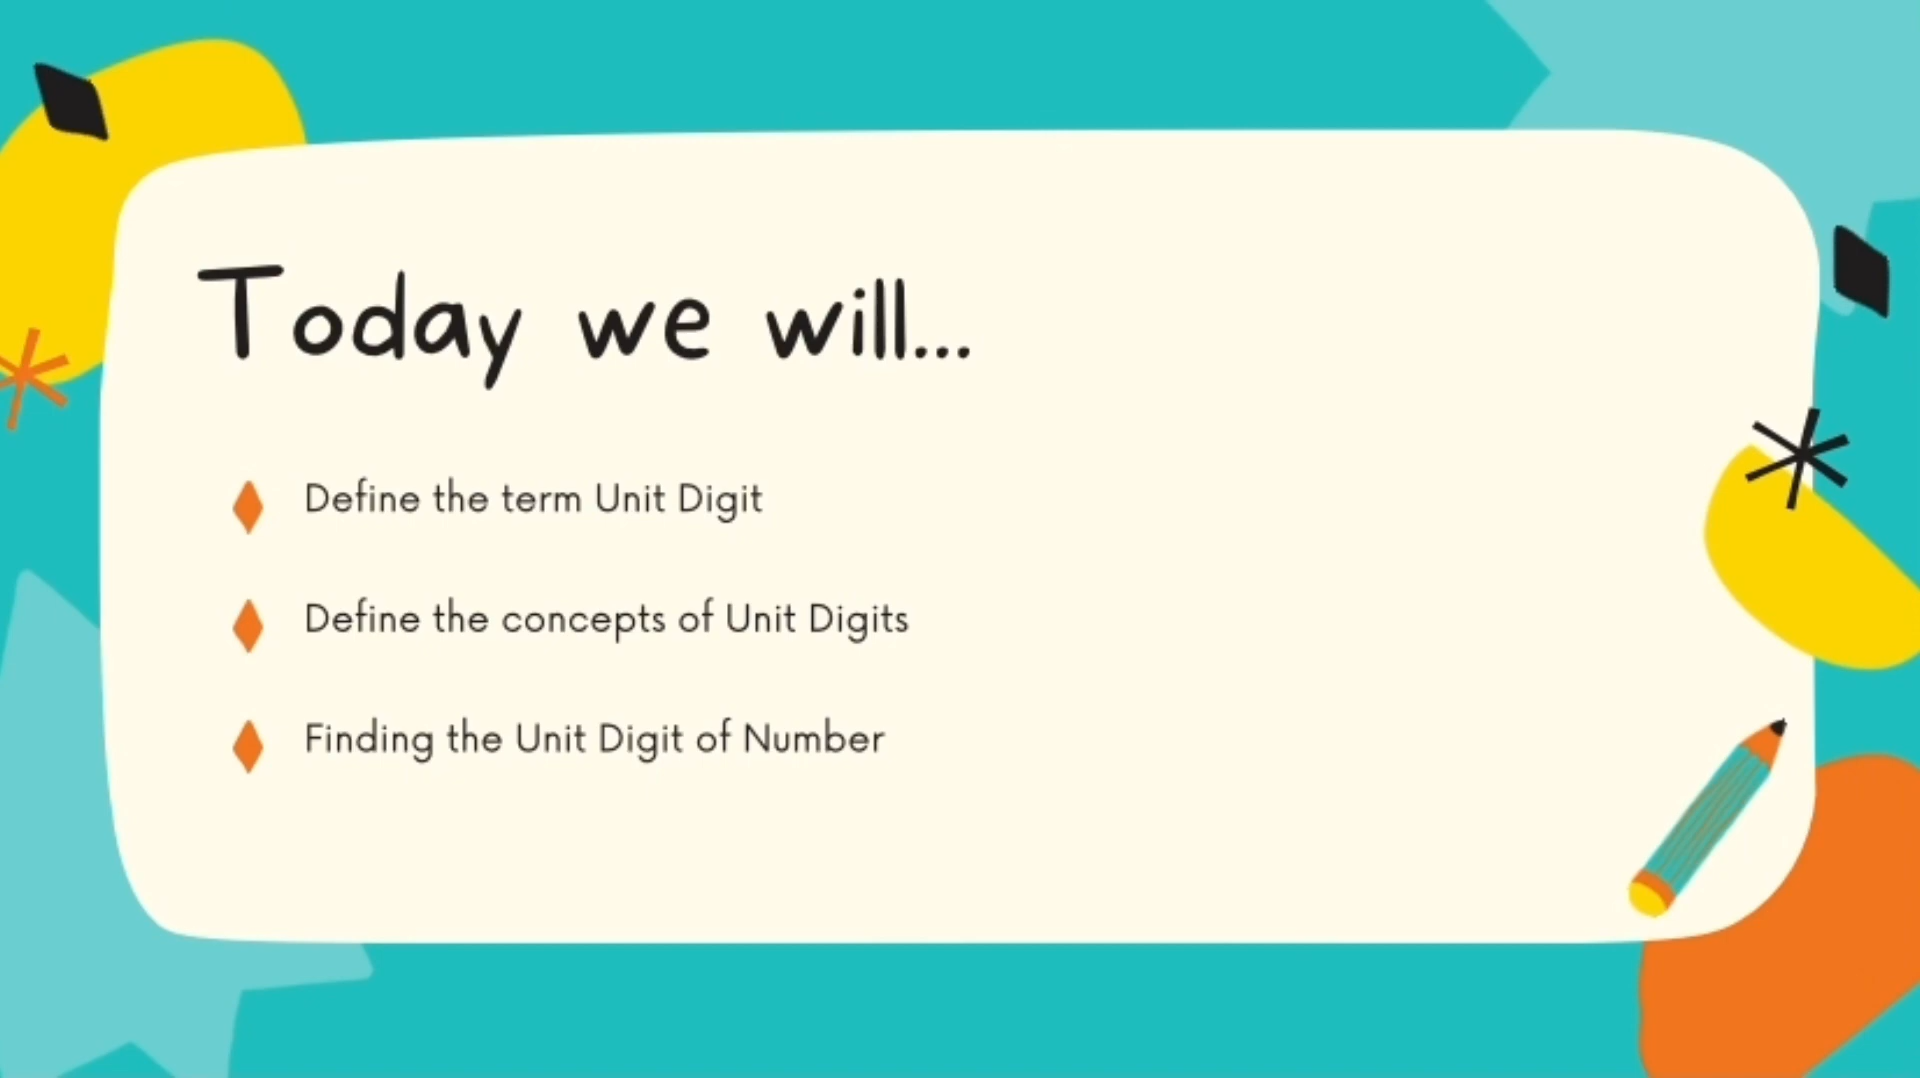 Today we will...
Define the term Unit Digit
Define the concepts of Unit Digits
Finding the Unit Digit of Number